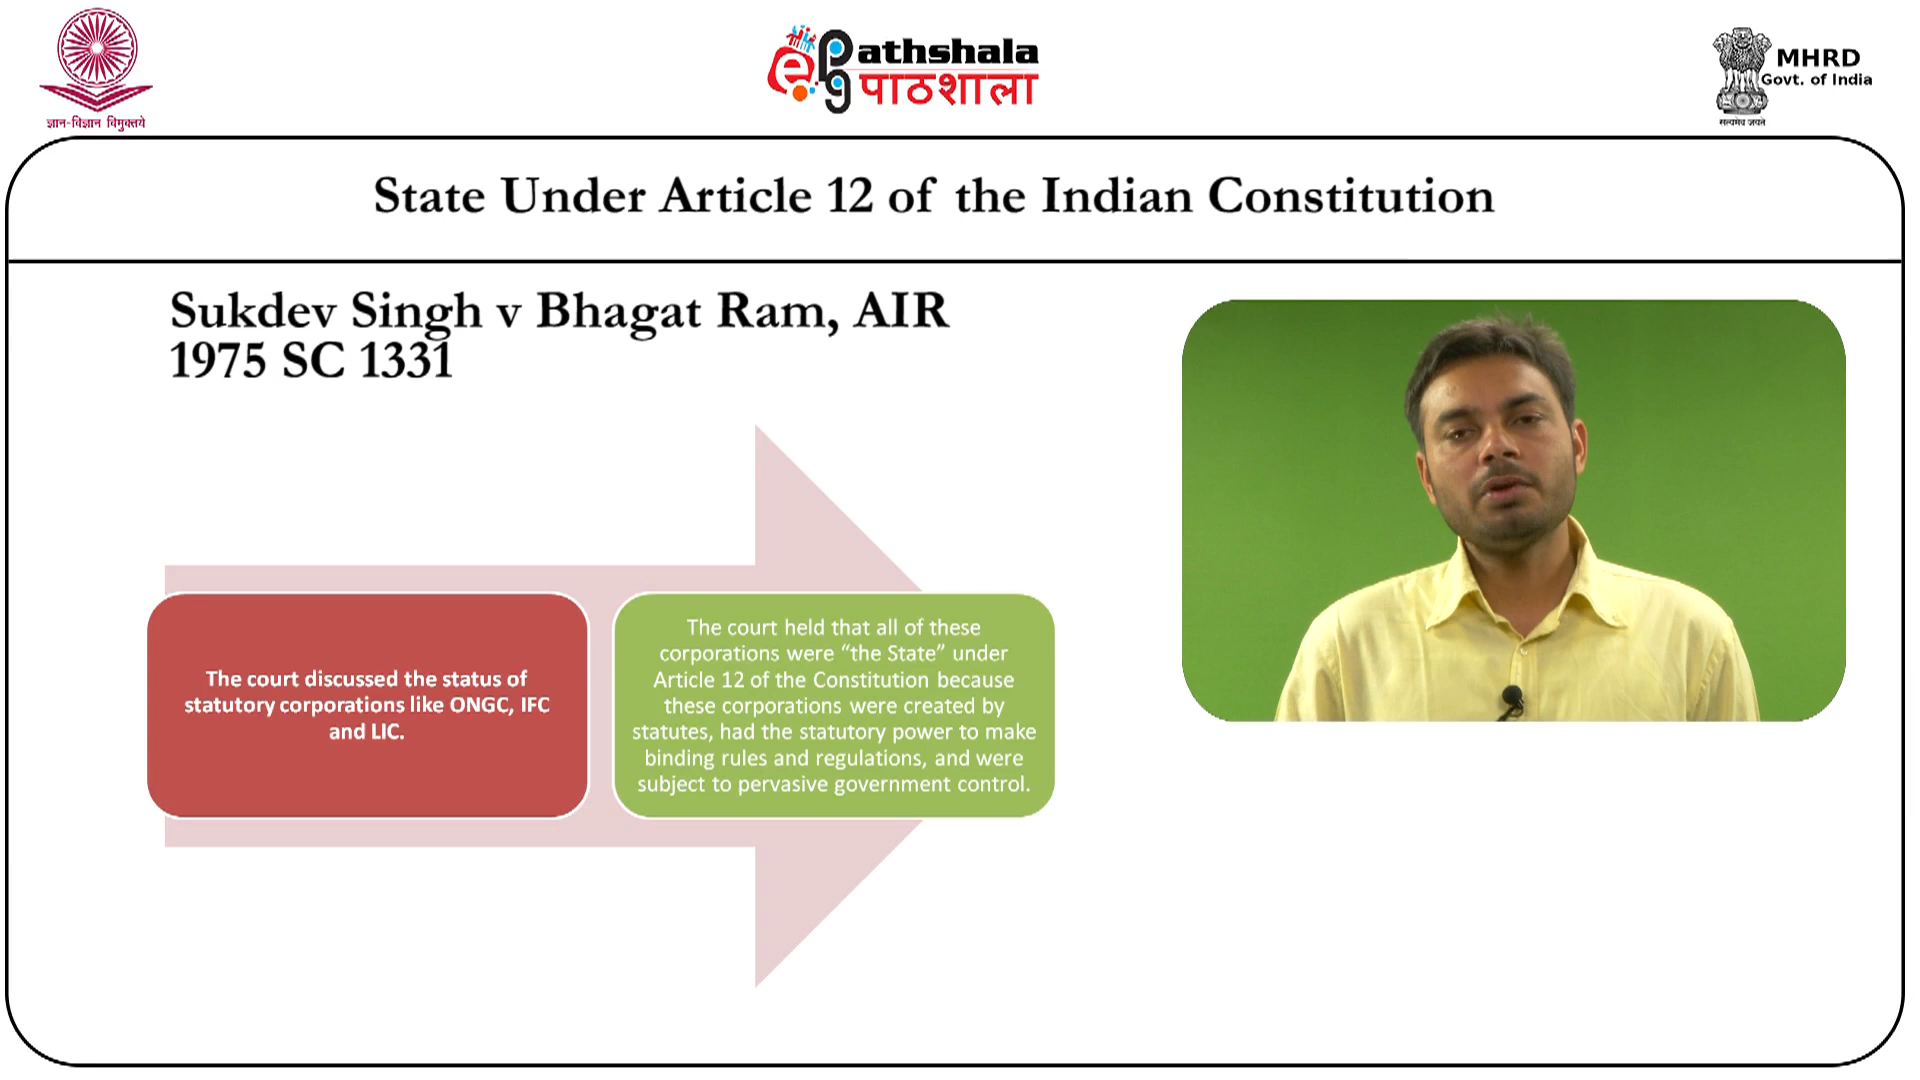 ज्ञान-विज्ञान विमुक्तये
epg Pathshala
पाठशाला
MHRD
Govt. of India
सत्यमेव जयते
State Under Article 12 of the Indian Constitution
Sukdev Singh v Bhagat Ram, AIR
1975 SC 1331
The court discussed the status of
statutory corporations like ONGC, IFC
and LIC.
The court held that all of these
corporations were “the State” under
Article 12 of the Constitution because
these corporations were created by
statutes, had the statutory power to make
binding rules and regulations, and were
subject to pervasive government control.